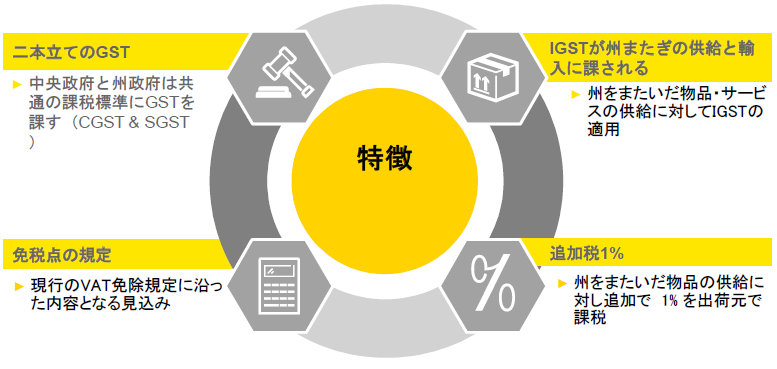 二本立てのGST
► 中央政府と州政府は共
通の課税標準にGSTを
課す（CGST & SGST
）
IGSTが州またぎの供給と輸
入に課される
► 州をまたいだ物品・サービ
スの供給に対してIGSTの
適用
特徴
免税点の規定
► 現行のVAT免除規定に沿っ
た内容となる見込み
追加税1%
► 州をまたいだ物品の供給に
対し追加で 1% を出荷元で
課税
%